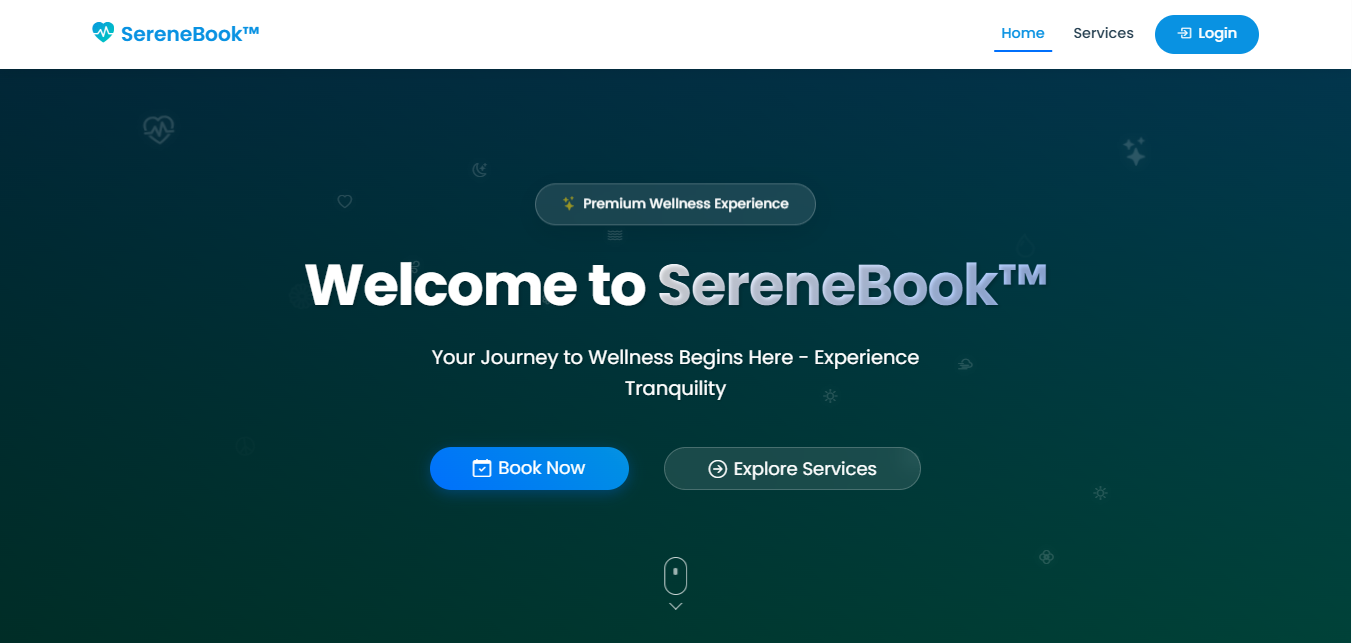 SereneBook™
Home
Services
Login
Premium Wellness Experience
Welcome to SereneBook™
Your Journey to Wellness Begins Here - Experience
Tranquility
Book Now
Explore Services